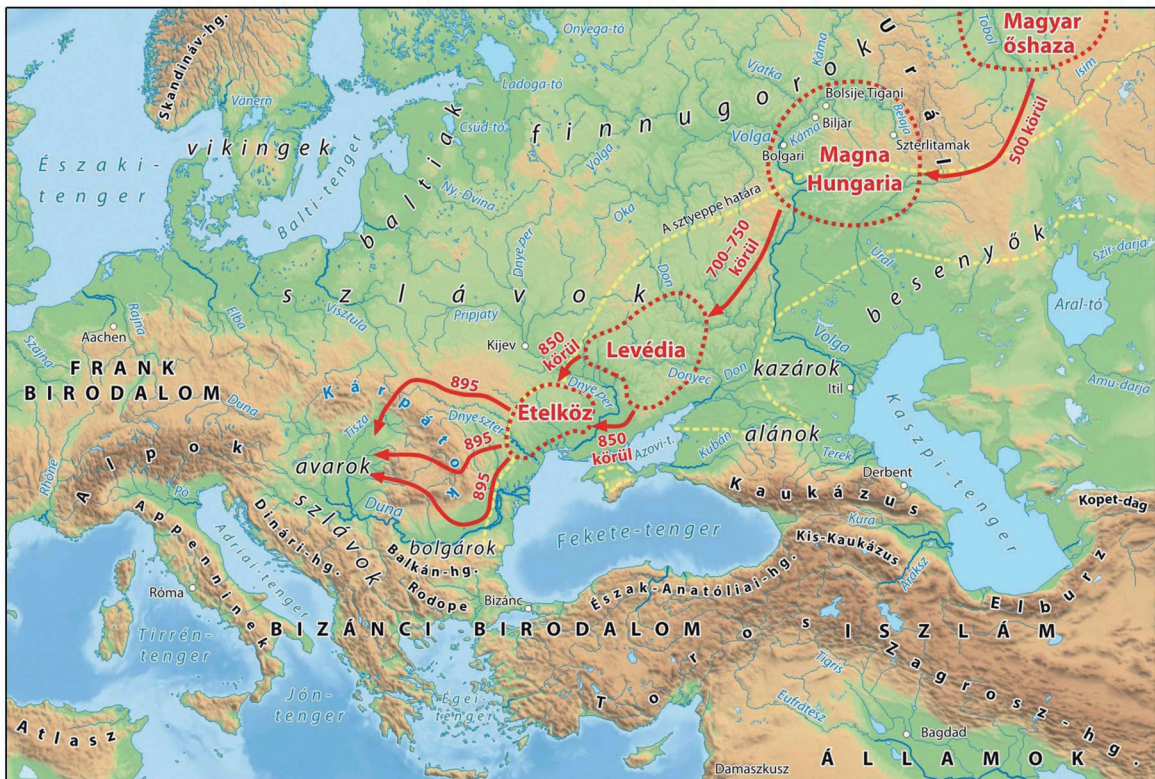 Skandináv-hg.
Vänern
Onyega-tó
Ladoga-tó
Csúd-tó
vikingek
Északi-
tenger
Balti-tenger
baltiak
finnugorok
Urál
Magyar
őshaza
Tobol
Isim
Káma
Vjatka
Bolsije Tigani
Biljar
Belaja
Szterlitamak
Volga
Káma
Bolgari
Magna
Hungaria
500 körül
Volga
Ny.-Dvina
Oka
A sztyeppe határa
Dnyeper
Don
700–750
körül
Urál
besenyők
Szir-darja
Aral-tó
szlávok
Visztula
Pripjaty
Elba
Rajna
Aachen
Szajna
Kijev
850
körül
Levédia
Donyec
Don
Volga
kazárok
Itil
Amu-darja
FRANK
BIRODALOM
Duna
Kárpátok
895
Dnyeper
Etelköz
Tisza
Dnyeszter
895
850
körül
Azovi-t.
Kubán
alánok
Terek
Kaszpi-tenger
Derbent
Rhône
Alpok
avarok
895
Pó
Duna
Kaukázus
Kopet-dag
Appenninek
Adriai-tenger
Dinári-hg.
szlávok
bolgárok
Balkán-hg.
Fekete-tenger
Kura
Kis-Kaukázus
Araksz
Róma
Rodope
Bizánc
Észak-Anatóliai-hg.
Elburz
BIZÁNCI BIRODALOM
ISZLÁM
Tirrén-
tenger
Torosz
Zagrosz-hg.
Tigris
Jón-
tenger
Égei-
tenger
Eufrátesz
Atlasz
Bagdad
Damaszkusz
ÁLLAMOK